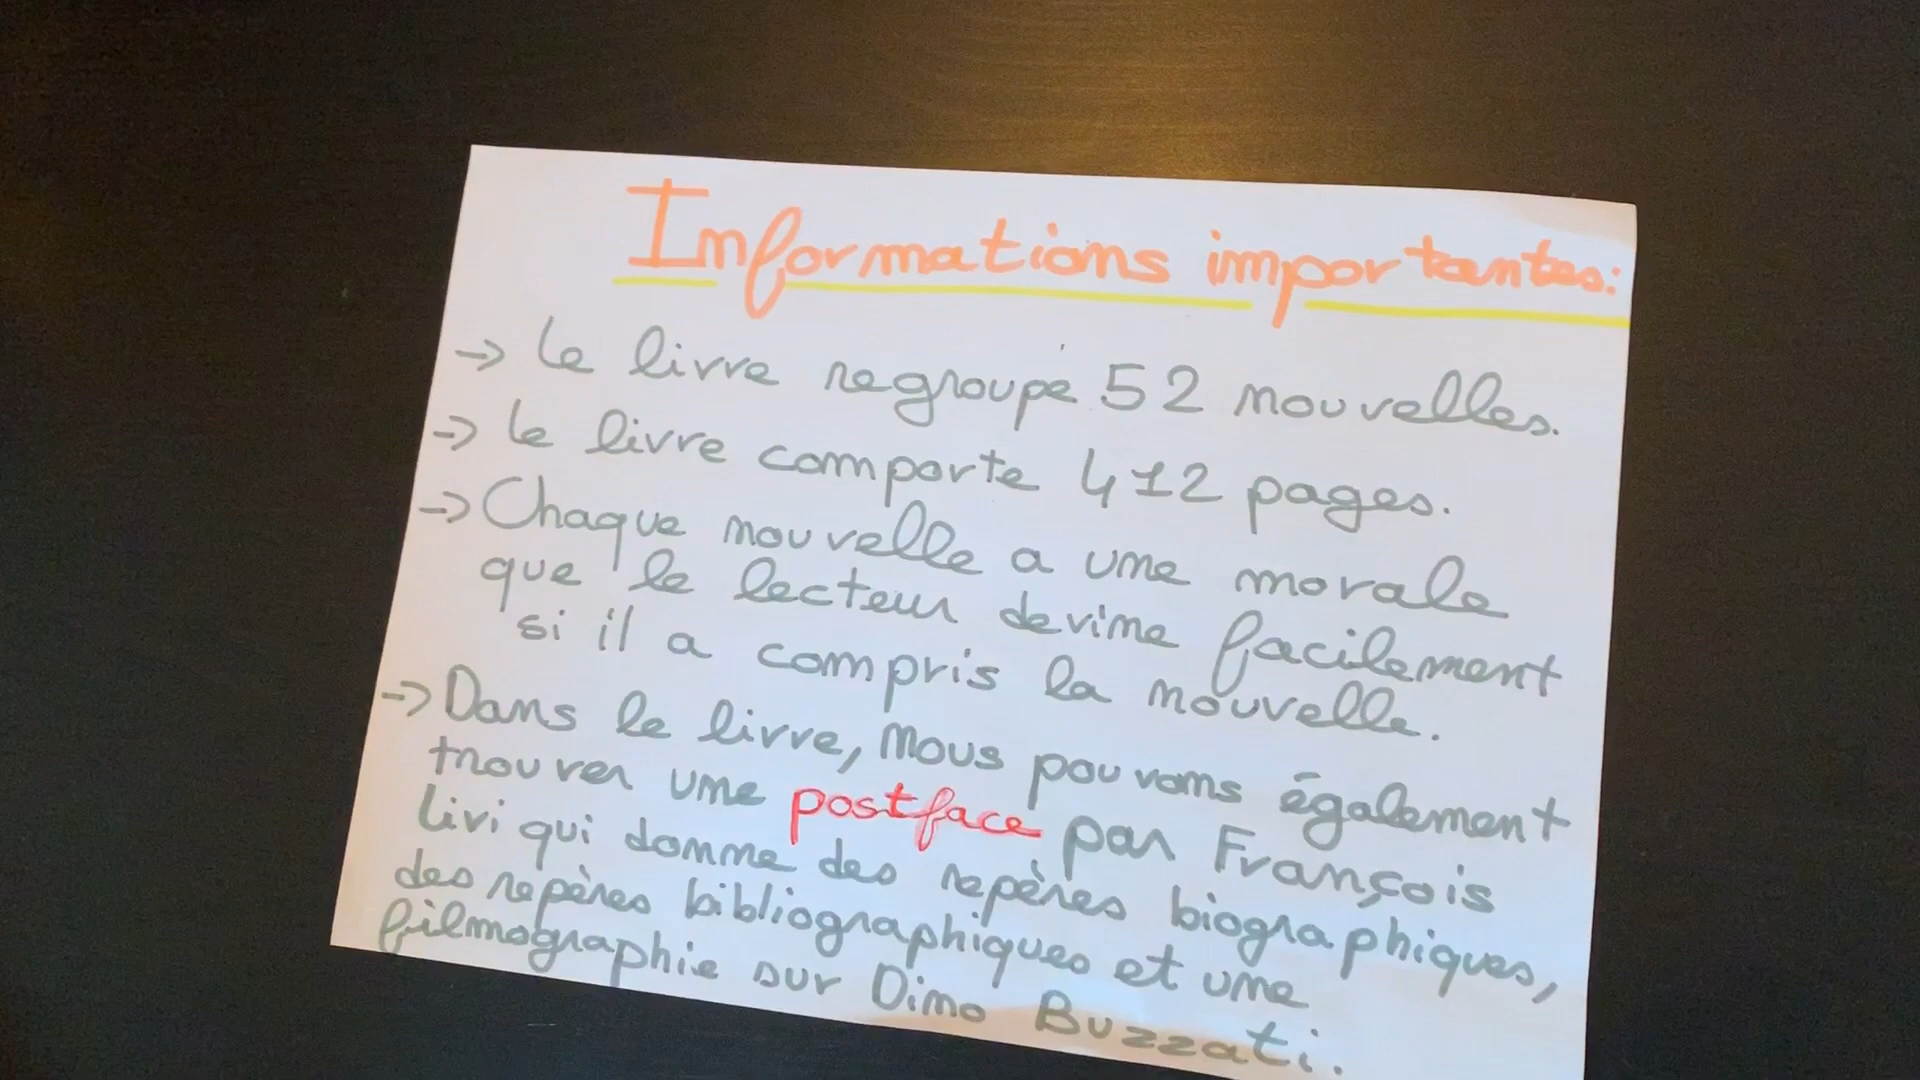 Informations importantes:
→ Le livre regroupe 52 nouvelles.
→ Le livre comporte 412 pages.
→ Chaque nouvelle a une morale
que le lecteur devine facilement
si il a compris la nouvelle.
→ Dans le livre, nous pouvons également
trouver une postface par François
Livi qui donne des repères biographiques,
des repères bibliographiques et une
filmographie sur Dino Buzzati.